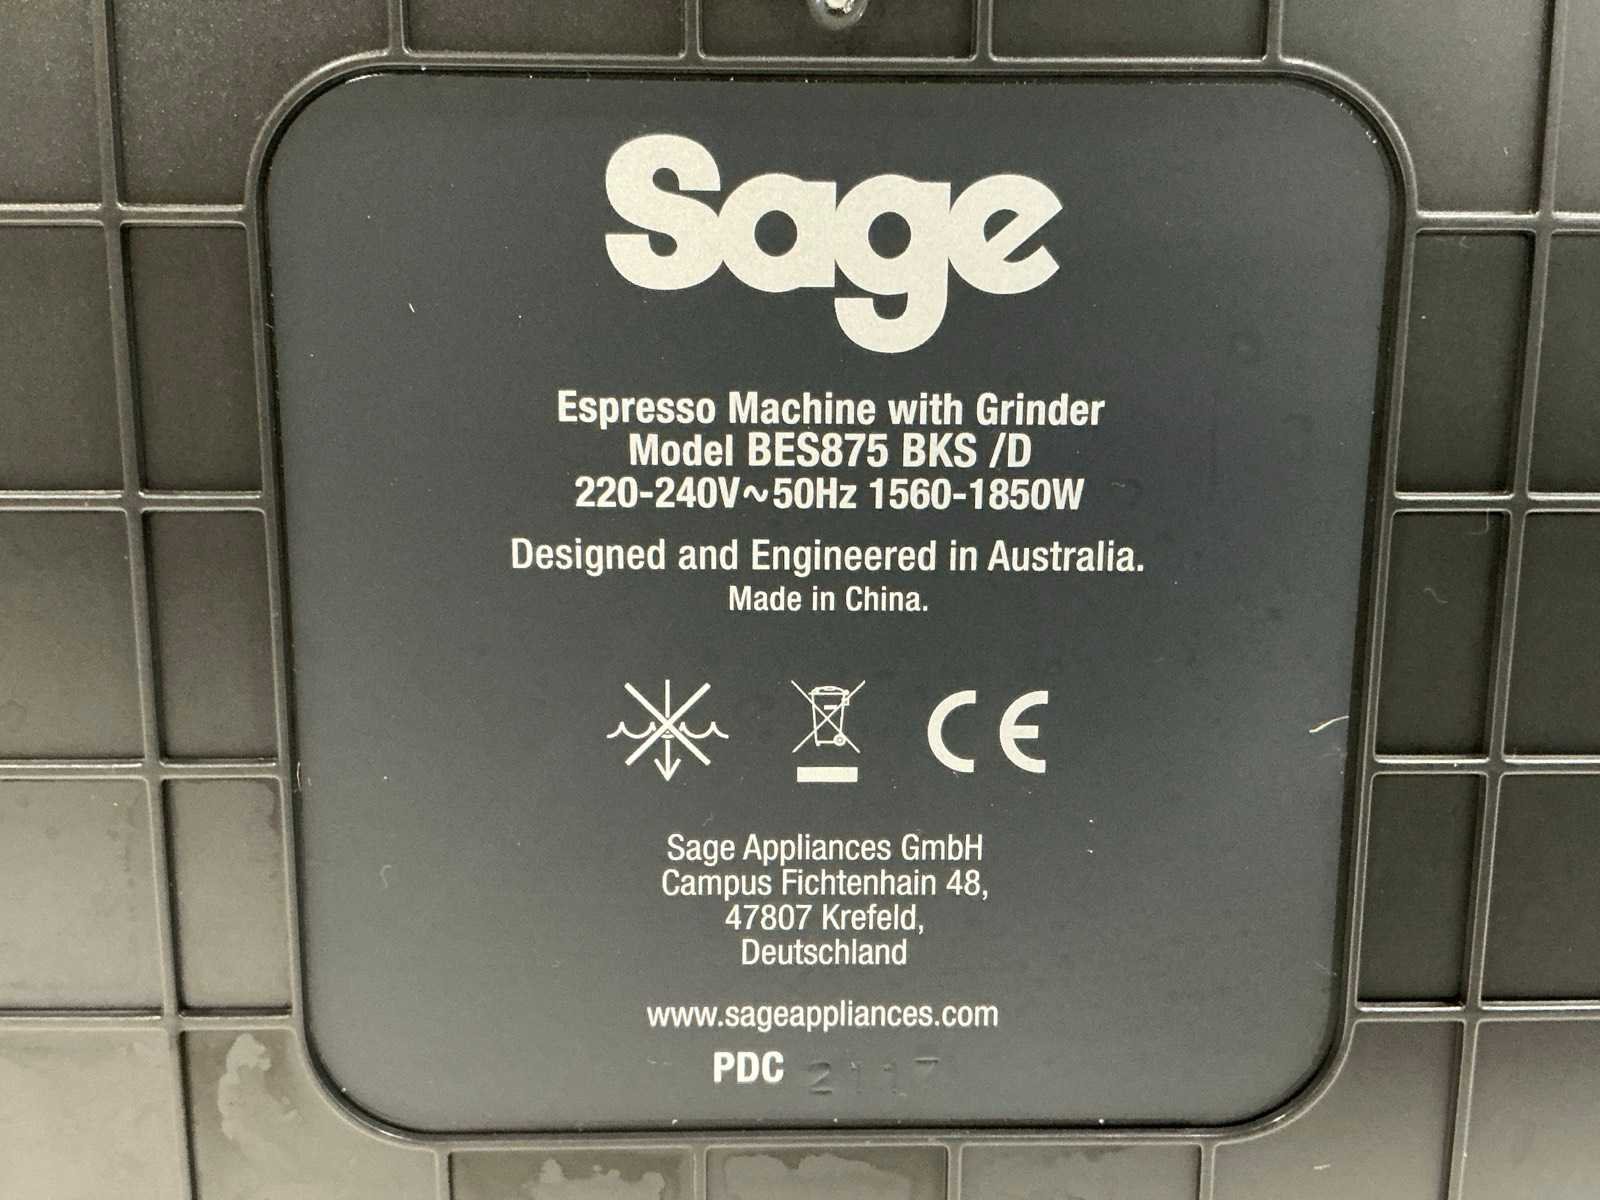 Sage
Espresso Machine with Grinder
Model BES875 BKS /D
220-240V~50Hz 1560-1850W
Designed and Engineered in Australia.
Made in China.
CE
Sage Appliances GmbH
Campus Fichtenhain 48,
47807 Krefeld,
Deutschland
www.sageappliances.com
PDC 2117